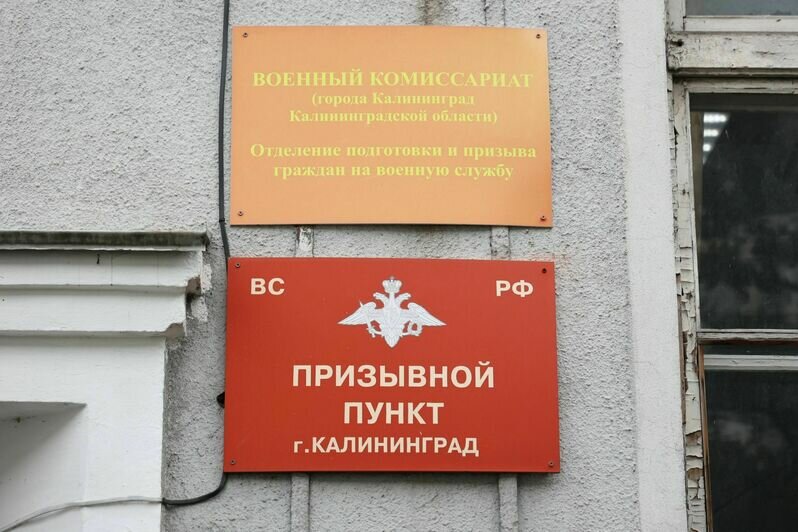 ВОЕННЫЙ КОМИССАРИАТ
(города Калининград
Калининградской области)
Отделение подготовки и призыва
граждан на военную службу
ВС РФ
ПРИЗЫВНОЙ
ПУНКТ
г.КАЛИНИНГРАД